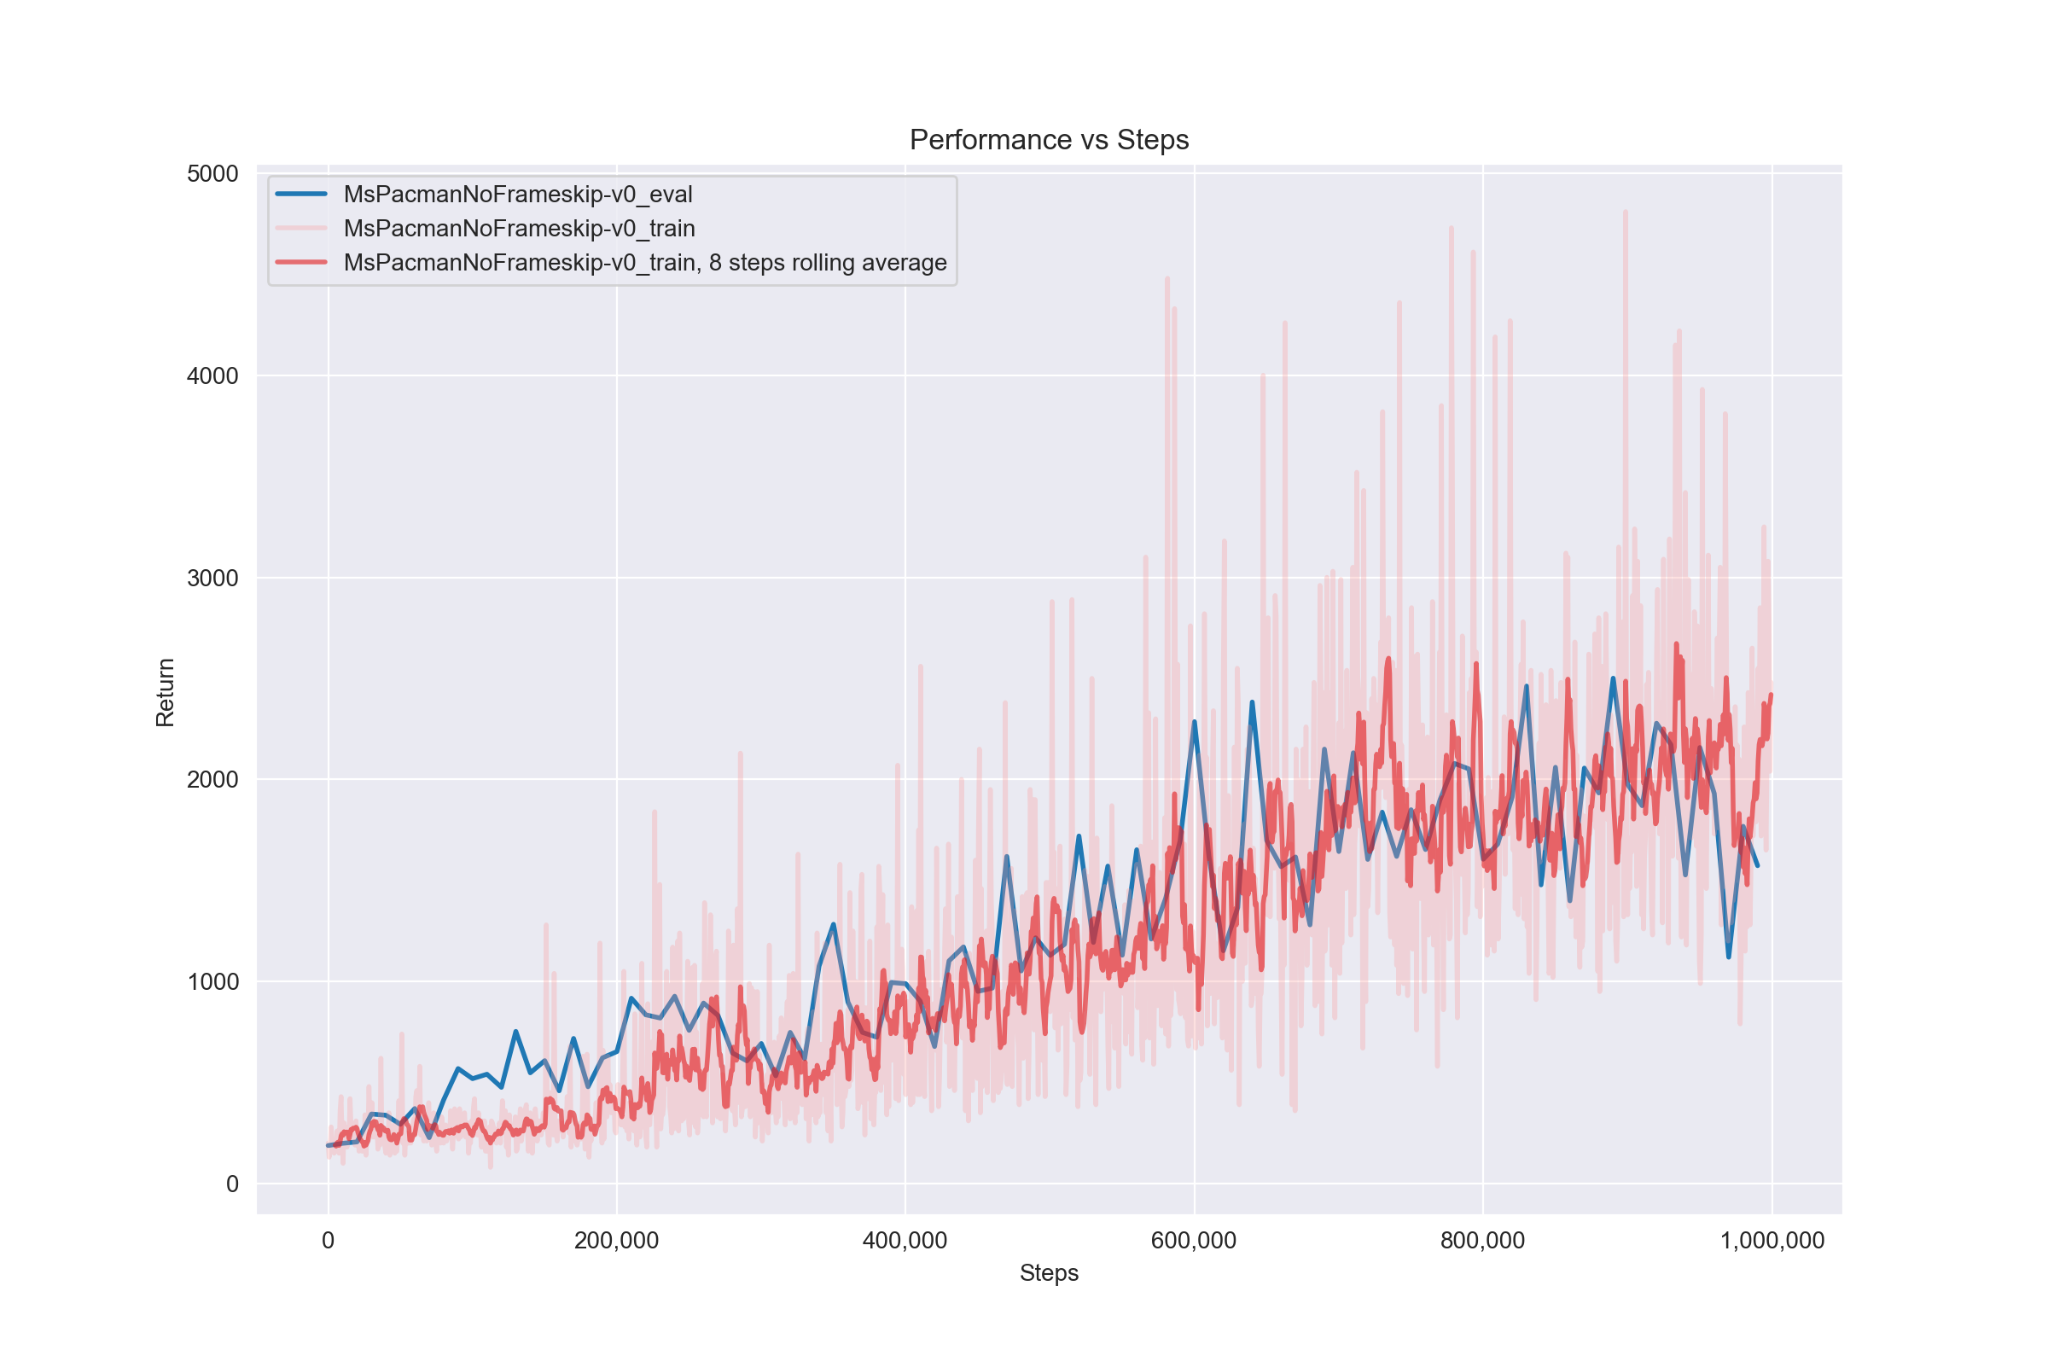 Performance vs Steps
5000
4000
3000
2000
1000
0
Return
MsPacmanNoFrameskip-v0_eval
MsPacmanNoFrameskip-v0_train
MsPacmanNoFrameskip-v0_train, 8 steps rolling average
0 200,000 400,000 600,000 800,000 1,000,000
Steps